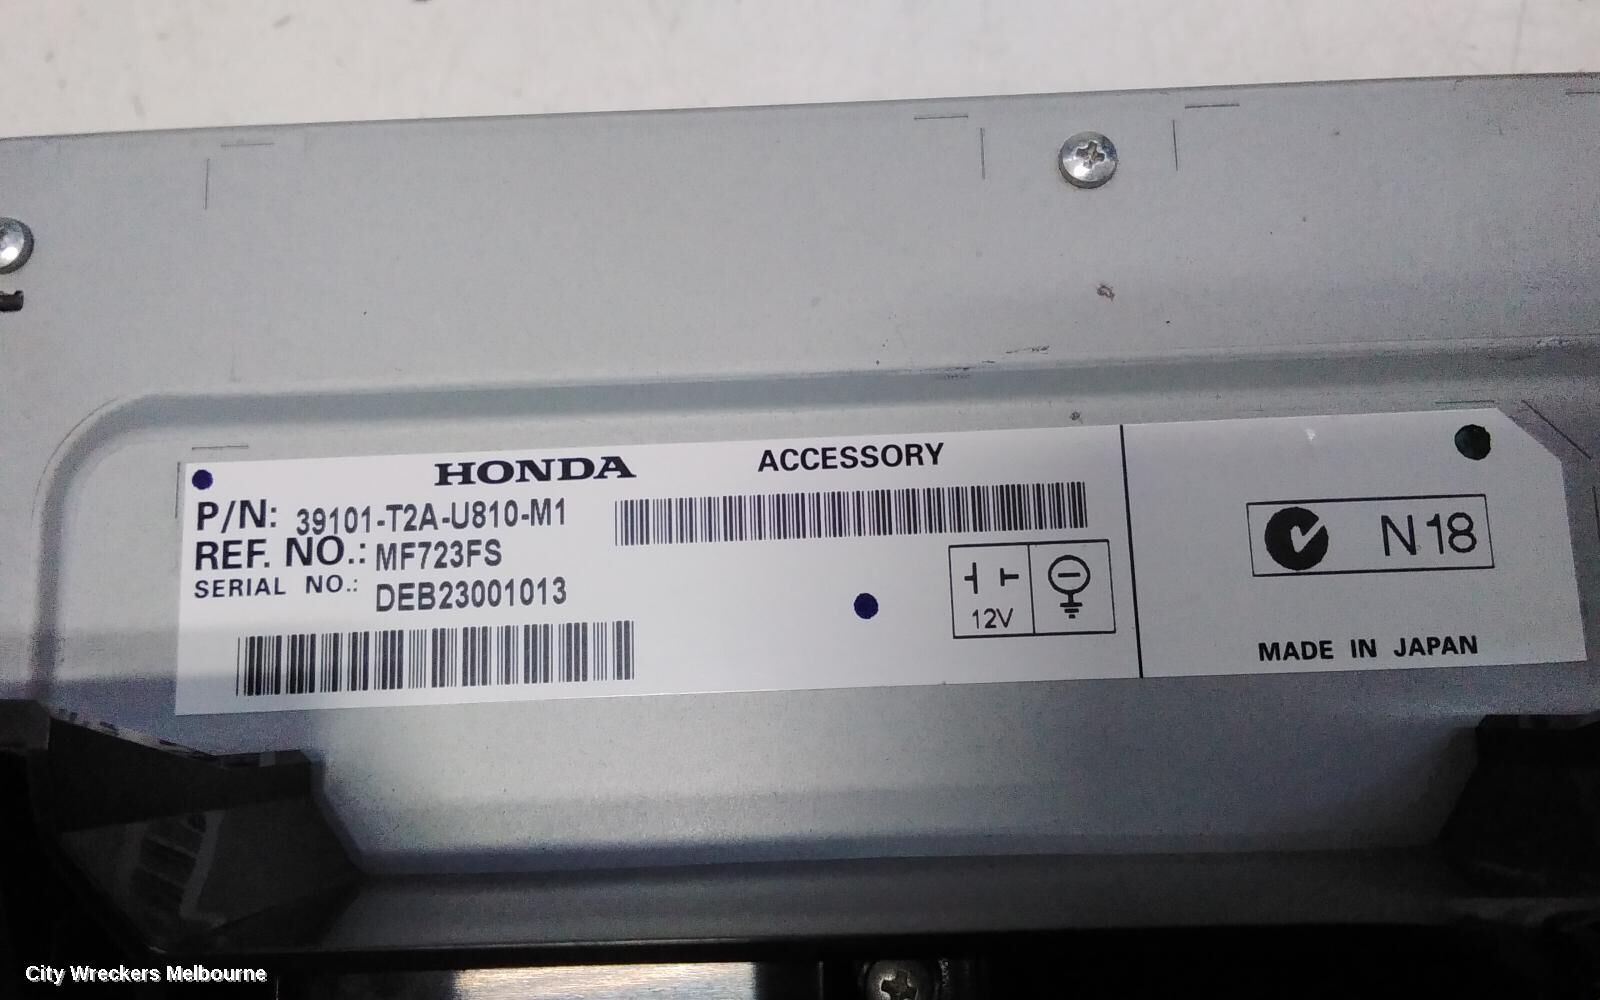 HONDA ACCESSORY
P/N: 39101-T2A-U810-M1
REF. NO.: MF723FS
SERIAL NO.: DEB23001013
12V
N18
MADE IN JAPAN
City Wreckers Melbourne